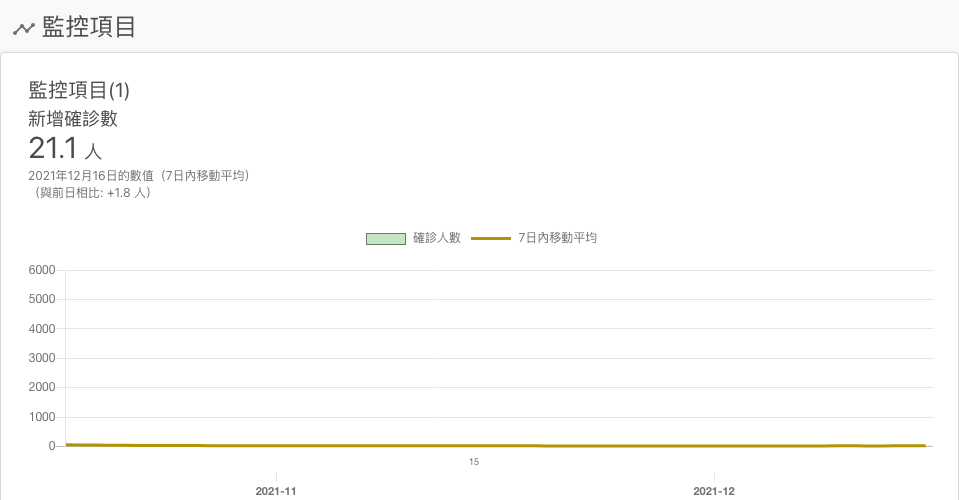 監控項目
監控項目(1)
新增確診數
21.1 人
2021年12月16日的數值（7日內移動平均）
（與前日相比: +1.8 人）
確診人數 7日內移動平均
6000
5000
4000
3000
2000
1000
0
15
2021-11 2021-12